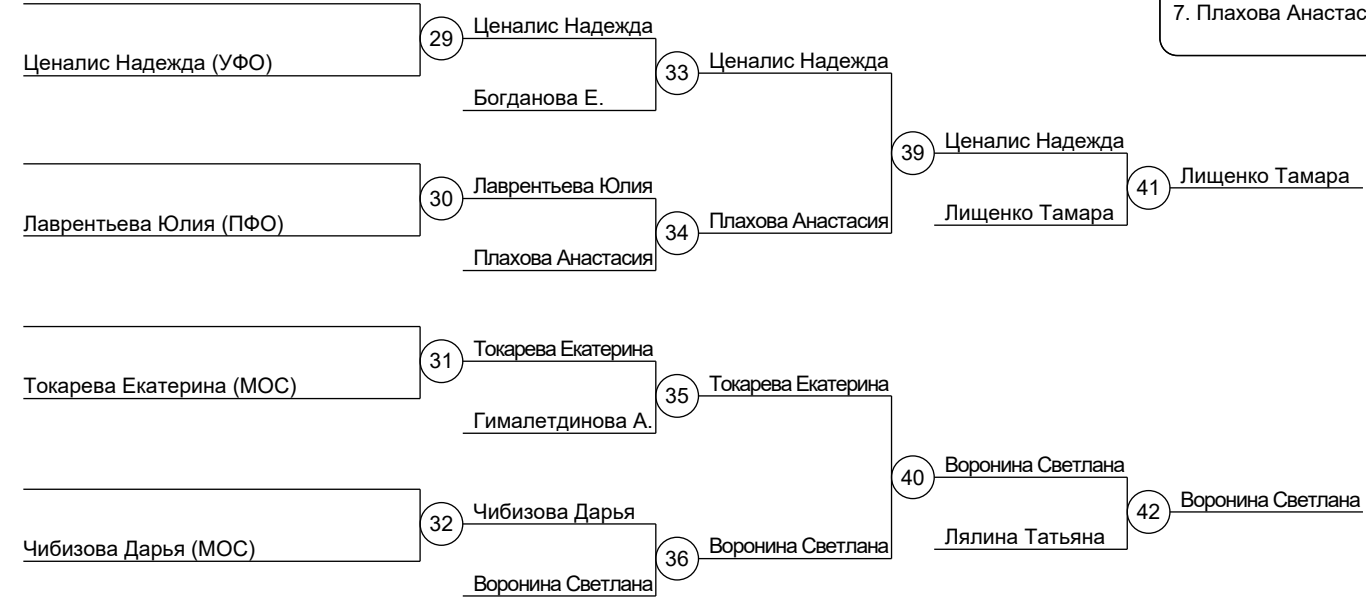 7. Плахова Анастас
29
Ценалис Надежда
Ценалис Надежда (УФО)
33
Ценалис Надежда
Богданова Е.
39
Ценалис Надежда
30
Лаврентьева Юлия
41
Лищенко Тамара
Лаврентьева Юлия (ПФО)
34
Плахова Анастасия
Лищенко Тамара
Плахова Анастасия
31
Токарева Екатерина
Токарева Екатерина (МОС)
35
Токарева Екатерина
Гималетдинова А.
40
Воронина Светлана
32
Чибизова Дарья
42
Воронина Светлана
Чибизова Дарья (МОС)
36
Воронина Светлана
Лялина Татьяна
Воронина Светлана